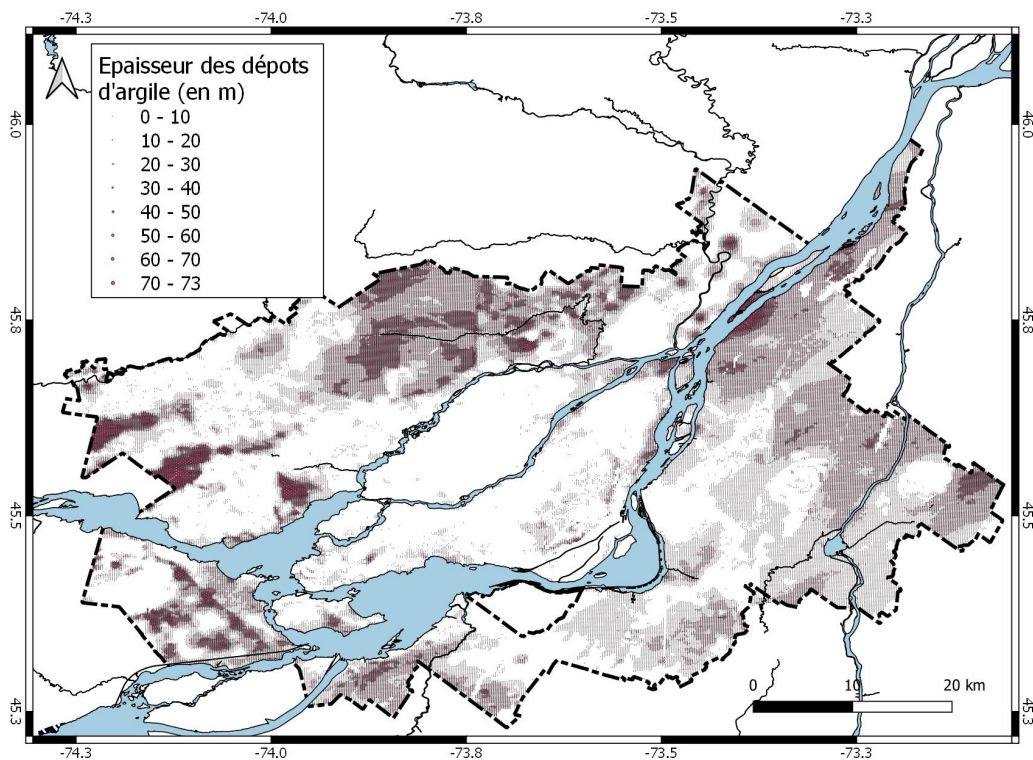 -74.3 -74.0 -73.8 -73.5 -73.3
Epaisseur des dépots
d'argile (en m)
0 - 10
10 - 20
20 - 30
30 - 40
40 - 50
50 - 60
60 - 70
70 - 73
46.0 46.0
45.8 45.8
45.5 45.5
0 10 20 km
45.3 45.3
-74.3 -74.0 -73.8 -73.5 -73.3